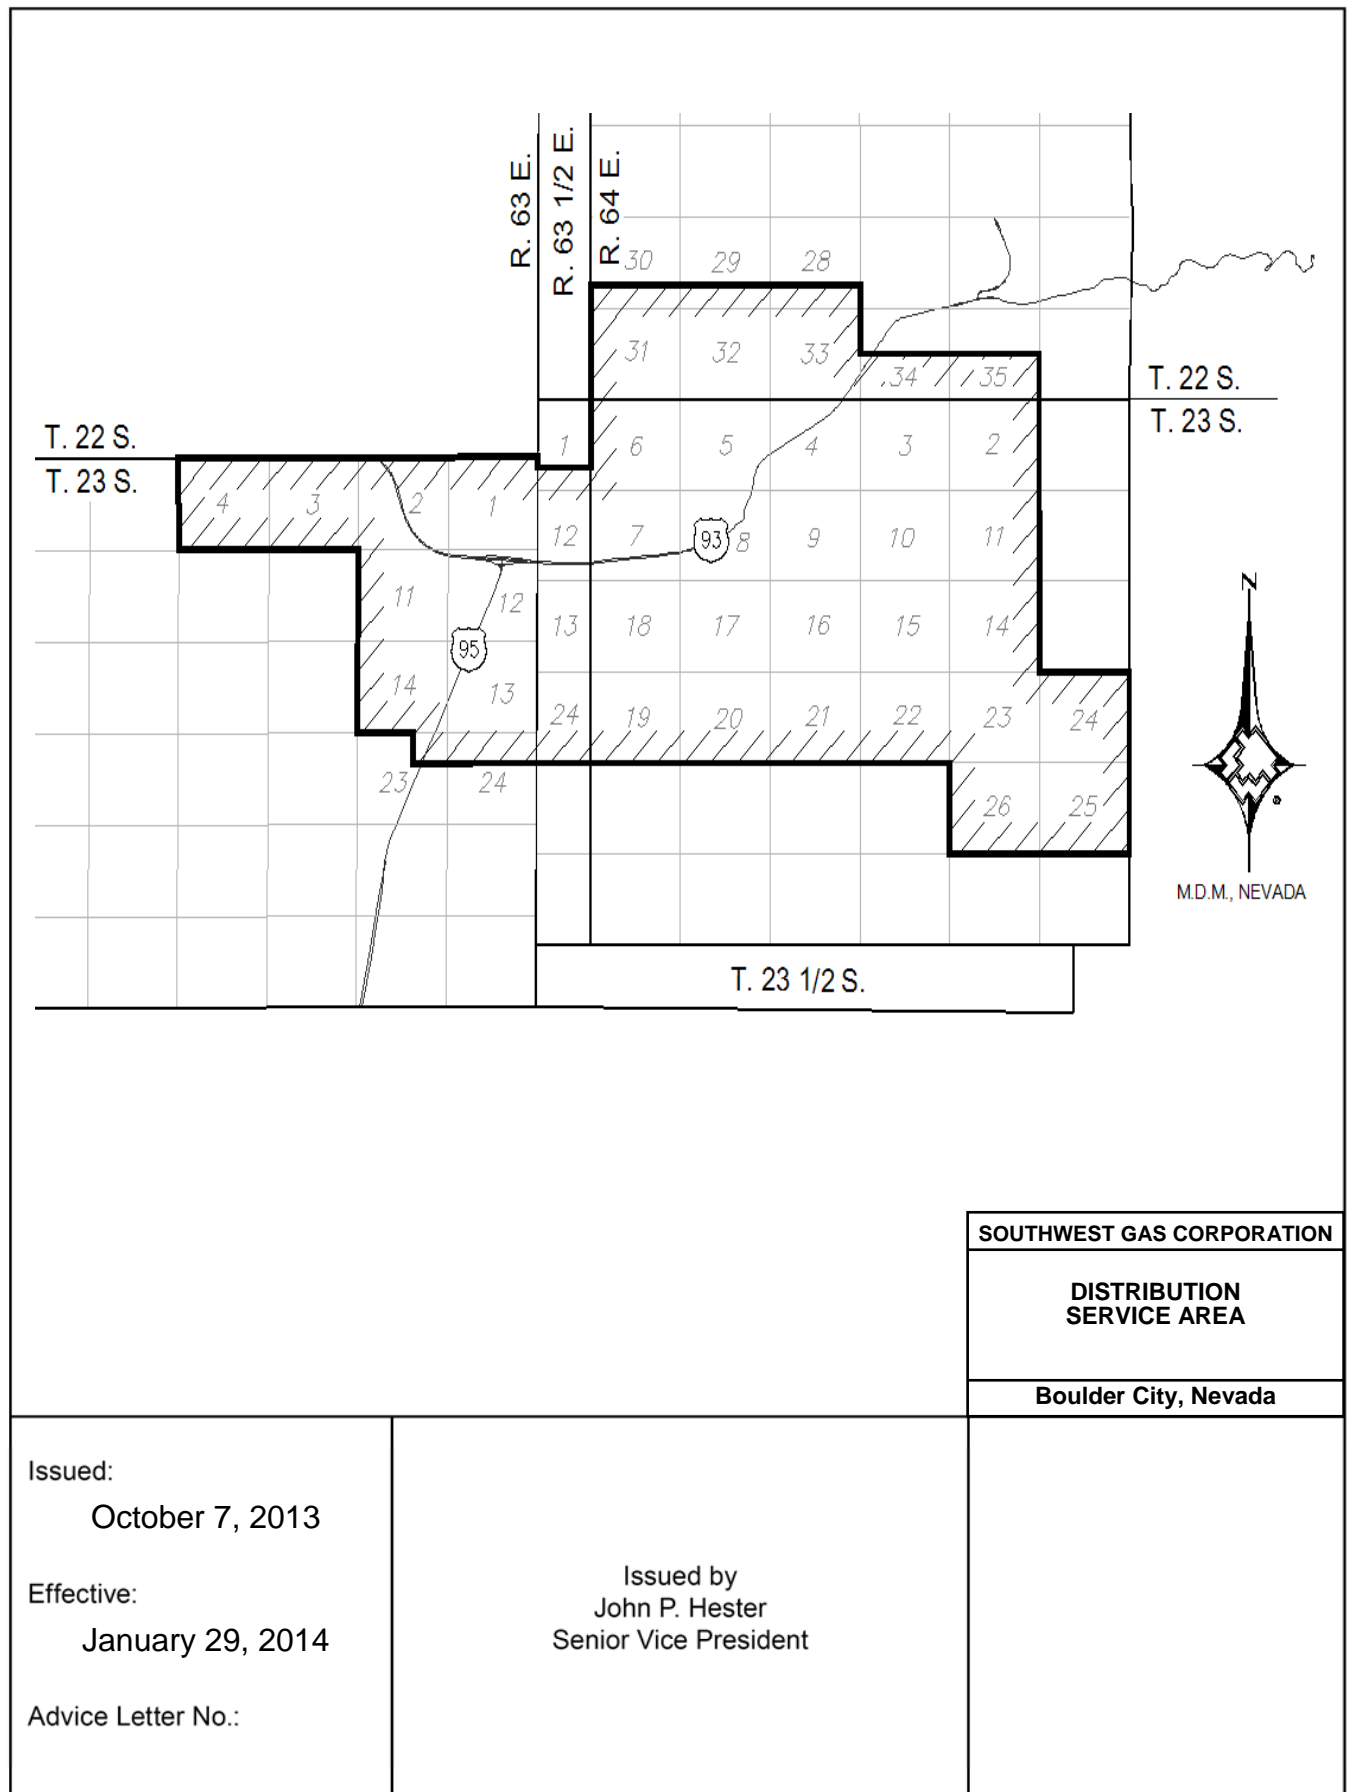 R. 63 E.
R. 63 1/2 E.
R. 64 E.
30 29 28
31 32 33
34 35
T. 22 S.
T. 23 S.
T. 22 S.
T. 23 S.
1 6 5 4 3 2
4 3 2 1
12 7 93 8 9 10 11
11 12
13 18 17 16 15 14
95
14 13
24 19 20 21 22 23 24
23 24
26 25
N
M.D.M., NEVADA
T. 23 1/2 S.
SOUTHWEST GAS CORPORATION
DISTRIBUTION
SERVICE AREA
Boulder City, Nevada
Issued:
October 7, 2013
Effective:
January 29, 2014
Advice Letter No.:
Issued by
John P. Hester
Senior Vice President